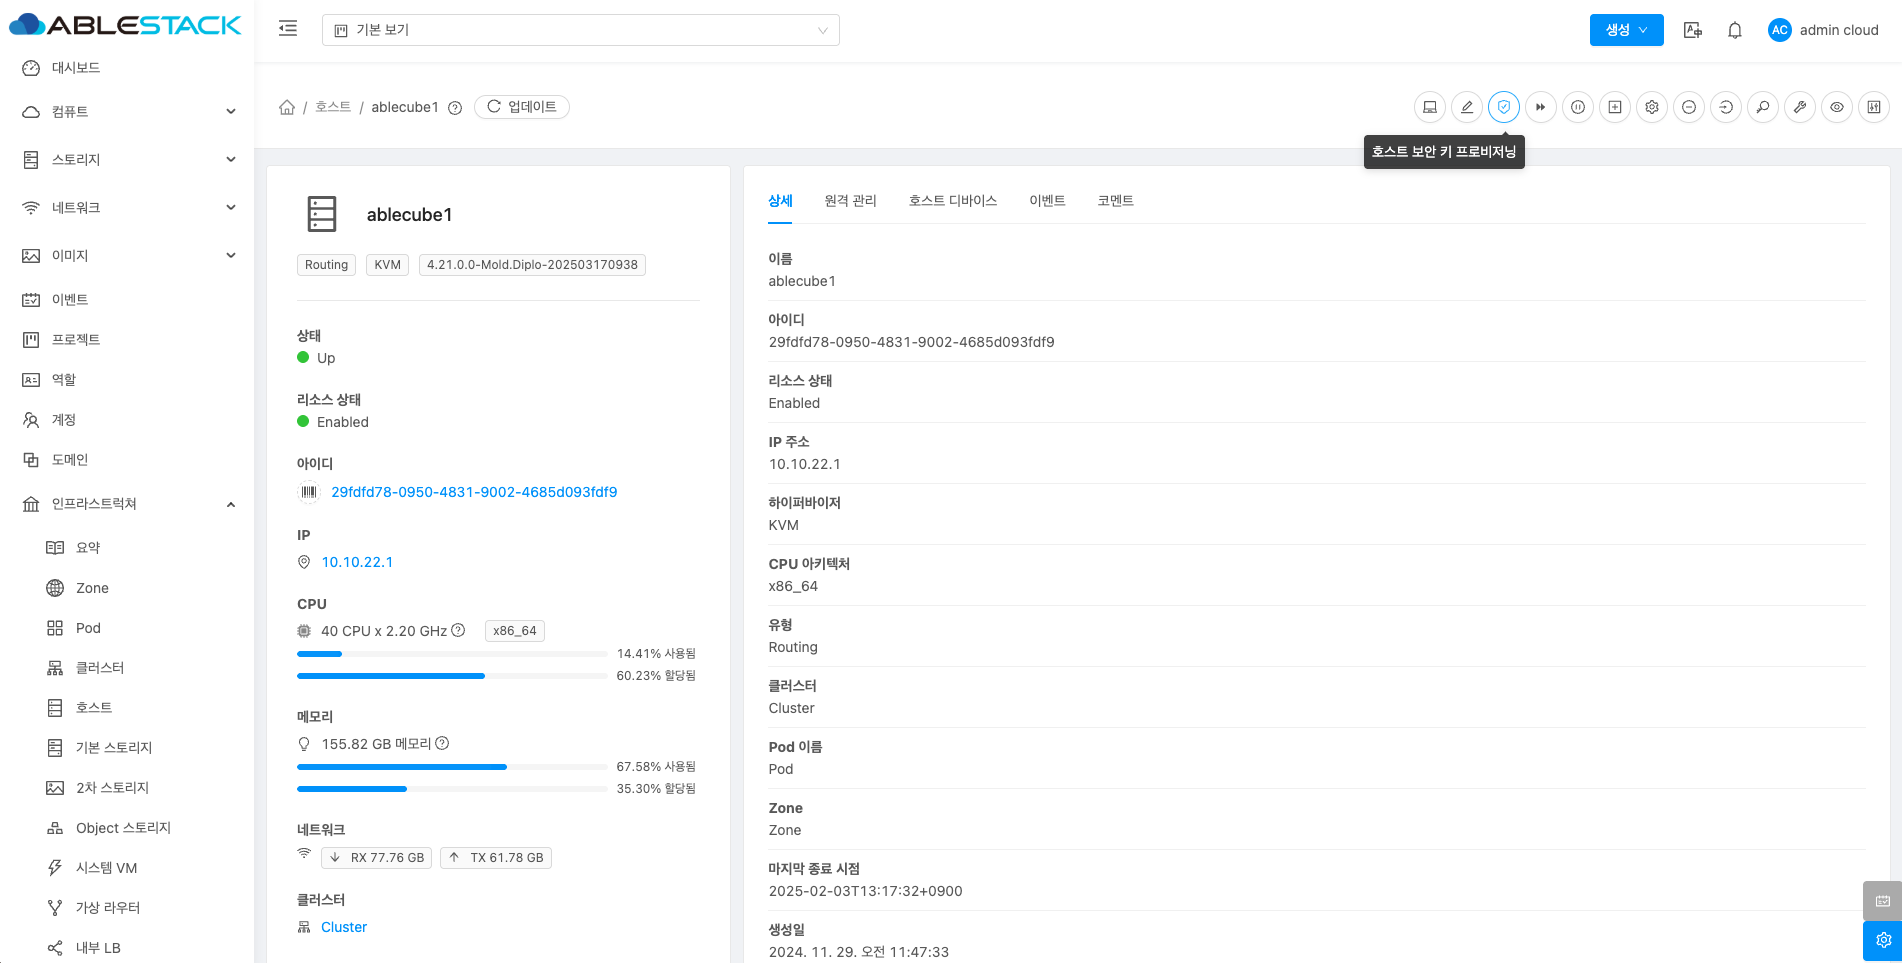 ABLESTACK
기본 보기
생성
AC
admin cloud
대시보드
컴퓨트
스토리지
네트워크
이미지
이벤트
프로젝트
역할
계정
도메인
인프라스트럭쳐
요약
Zone
Pod
클러스터
호스트
기본 스토리지
2차 스토리지
Object 스토리지
시스템 VM
가상 라우터
내부 LB
/ 호스트 / ablecube1
업데이트
호스트 보안 키 프로비저닝
ablecube1
Routing
KVM
4.21.0.0-Mold.Diplo-202503170938
상태
Up
리소스 상태
Enabled
아이디
29fdfd78-0950-4831-9002-4685d093fdf9
IP
10.10.22.1
CPU
40 CPU x 2.20 GHz
x86_64
14.41% 사용됨
60.23% 할당됨
메모리
155.82 GB 메모리
67.58% 사용됨
35.30% 할당됨
네트워크
RX 77.76 GB
TX 61.78 GB
클러스터
Cluster
상세
원격 관리
호스트 디바이스
이벤트
코멘트
이름
ablecube1
아이디
29fdfd78-0950-4831-9002-4685d093fdf9
리소스 상태
Enabled
IP 주소
10.10.22.1
하이퍼바이저
KVM
CPU 아키텍처
x86_64
유형
Routing
클러스터
Cluster
Pod 이름
Pod
Zone
Zone
마지막 종료 시점
2025-02-03T13:17:32+0900
생성일
2024. 11. 29. 오전 11:47:33